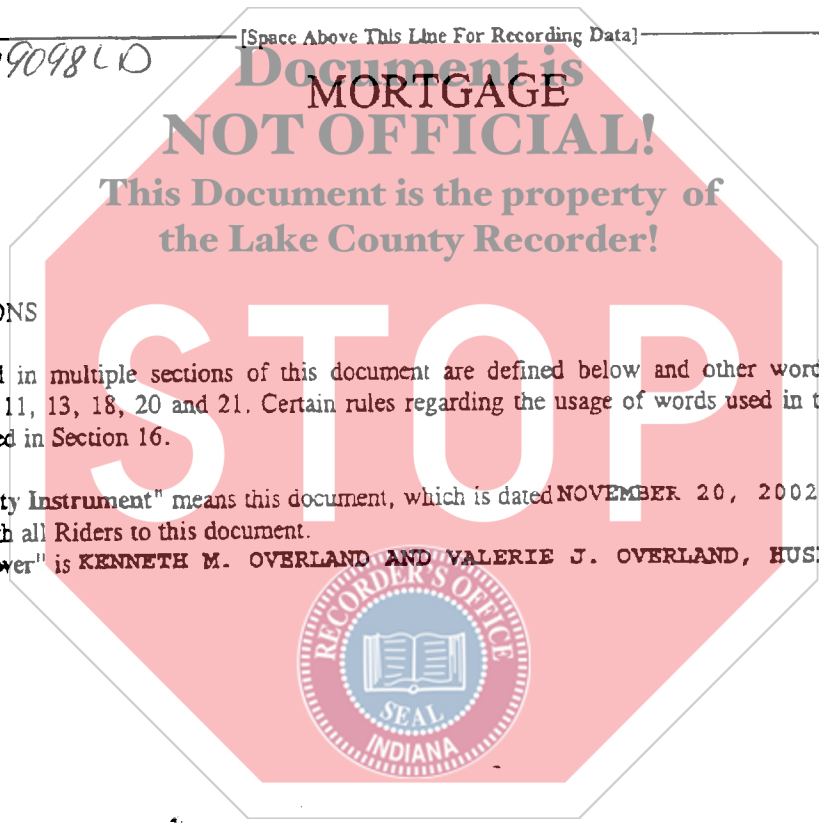 [Space Above This Line For Recording Data]
9098LD
Document is
MORTGAGE
NOT OFFICIAL!
This Document is the property of
the Lake County Recorder!
ONS
in multiple sections of this document are defined below and other word
11, 13, 18, 20 and 21. Certain rules regarding the usage of words used in t
ed in Section 16.
STOP
ty Instrument" means this document, which is dated NOVEMBER 20, 2002
h all Riders to this document.
wer" is KENNETH M. OVERLAND AND VALERIE J. OVERLAND, HUS
RECORDER'S OFFICE
SEAL
INDIANA